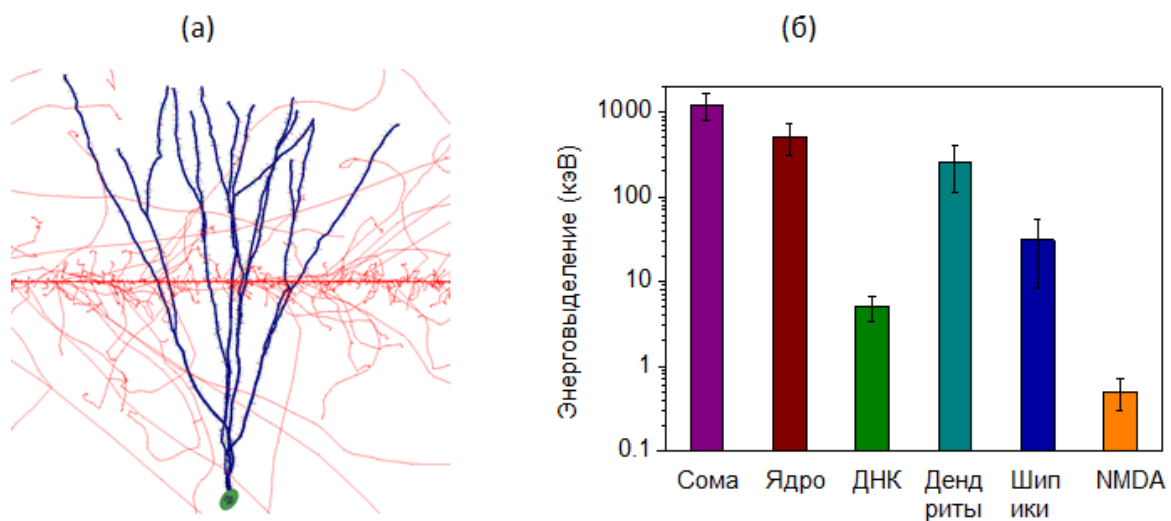 (а)
(б)
Энерговыделение (кэВ)
1000
100
10
1
0.1
Сома Ядро ДНК Денд Шип NMDA
риты ики